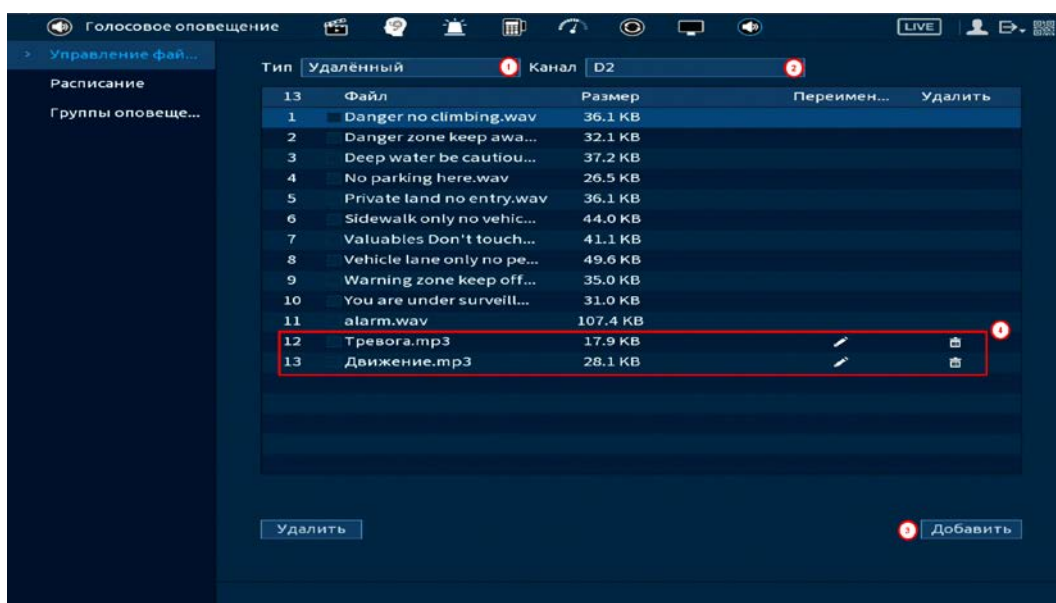 Голосовое оповещение LIVE
Управление фай...
Расписание
Группы оповеще...
Тип Удалённый 1 Канал D2 2
13 Файл Размер Переимен... Удалить
1 Danger no climbing.wav 36.1 KB
2 Danger zone keep awa... 32.1 KB
3 Deep water be cautiou... 37.2 KB
4 No parking here.wav 26.5 KB
5 Private land no entry.wav 36.1 KB
6 Sidewalk only no vehic... 44.0 KB
7 Valuables Don't touch... 41.1 KB
8 Vehicle lane only no pe... 49.6 KB
9 Warning zone keep off... 35.0 KB
10 You are under surveill... 31.0 KB
11 alarm.wav 107.4 KB
4
12 Тревога.mp3 17.9 KB
13 Движение.mp3 28.1 KB
Удалить 3 Добавить